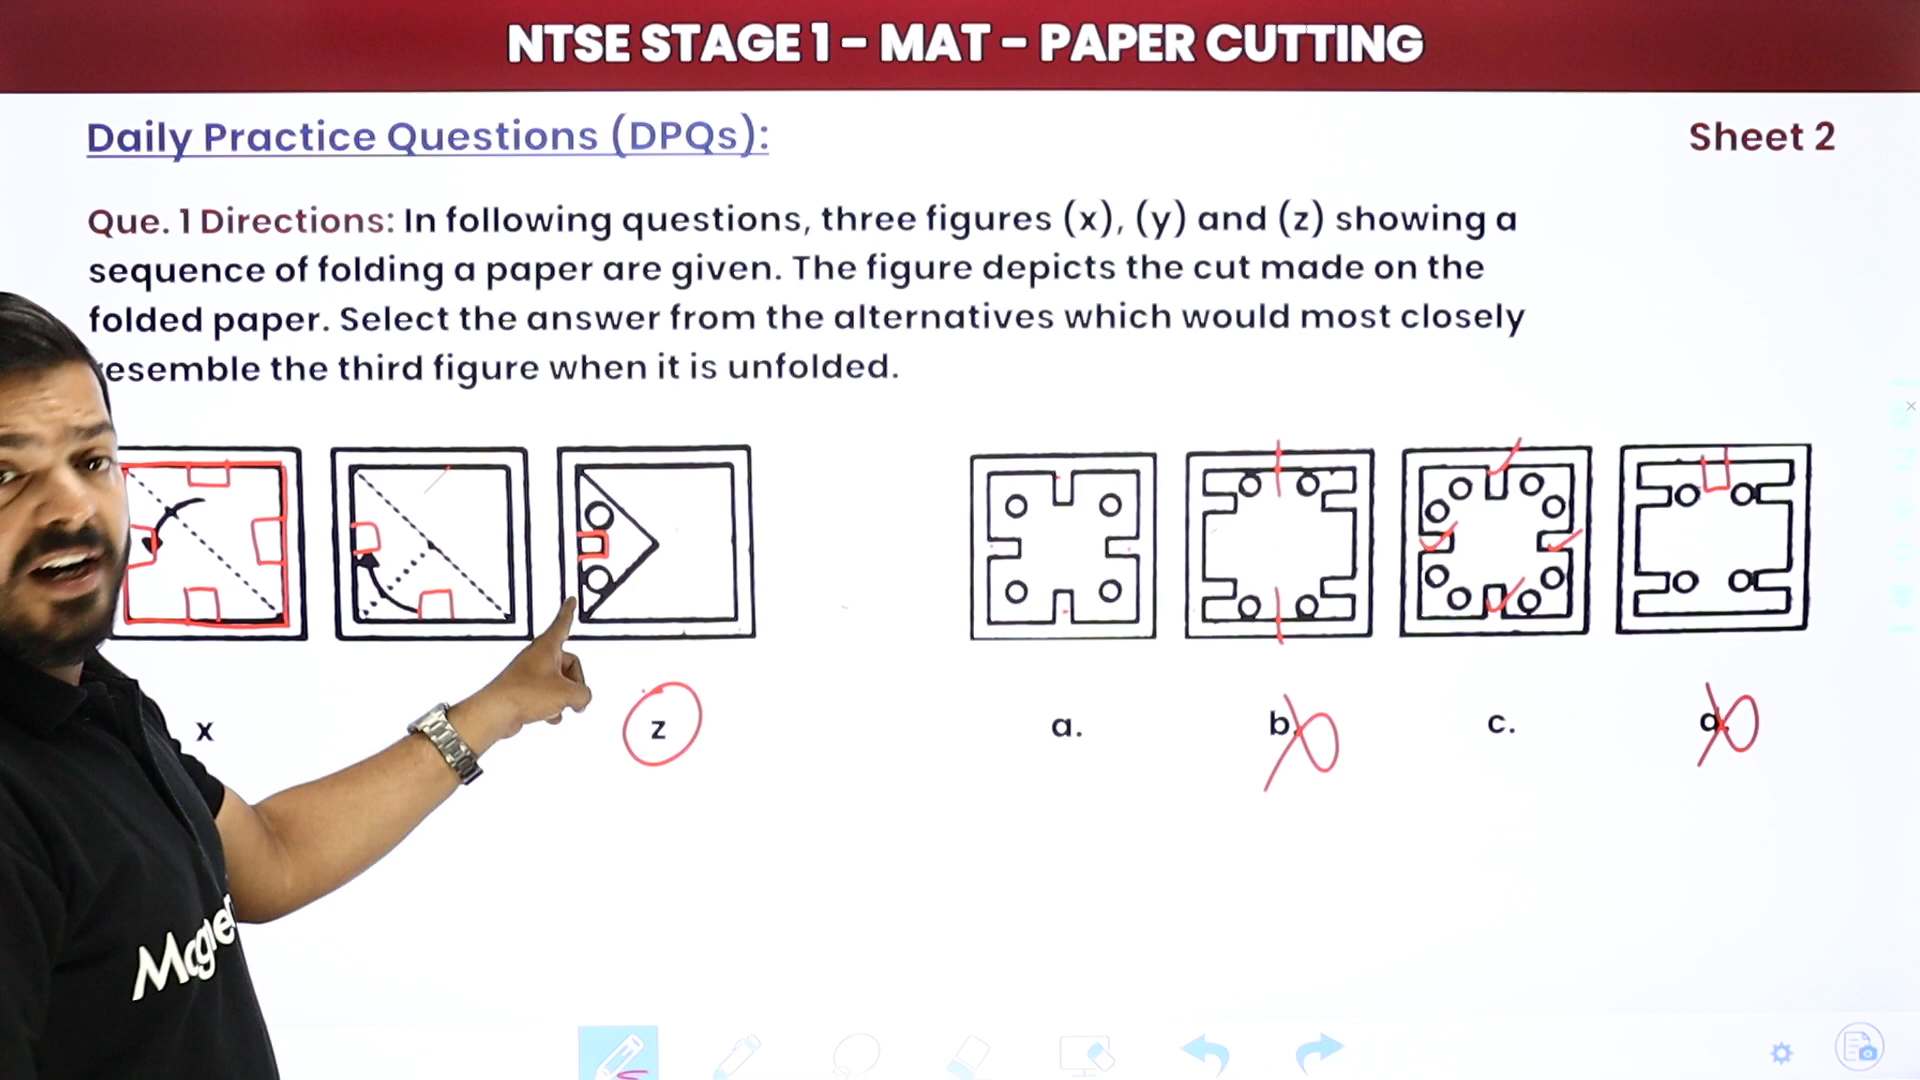 NTSE STAGE 1 – MAT – PAPER CUTTING
Daily Practice Questions (DPQs):
Sheet 2
Que. 1 Directions: In following questions, three figures (x), (y) and (z) showing a
sequence of folding a paper are given. The figure depicts the cut made on the
folded paper. Select the answer from the alternatives which would most closely
esemble the third figure when it is unfolded.
x
z
a.
b.
c.
d.
Magne